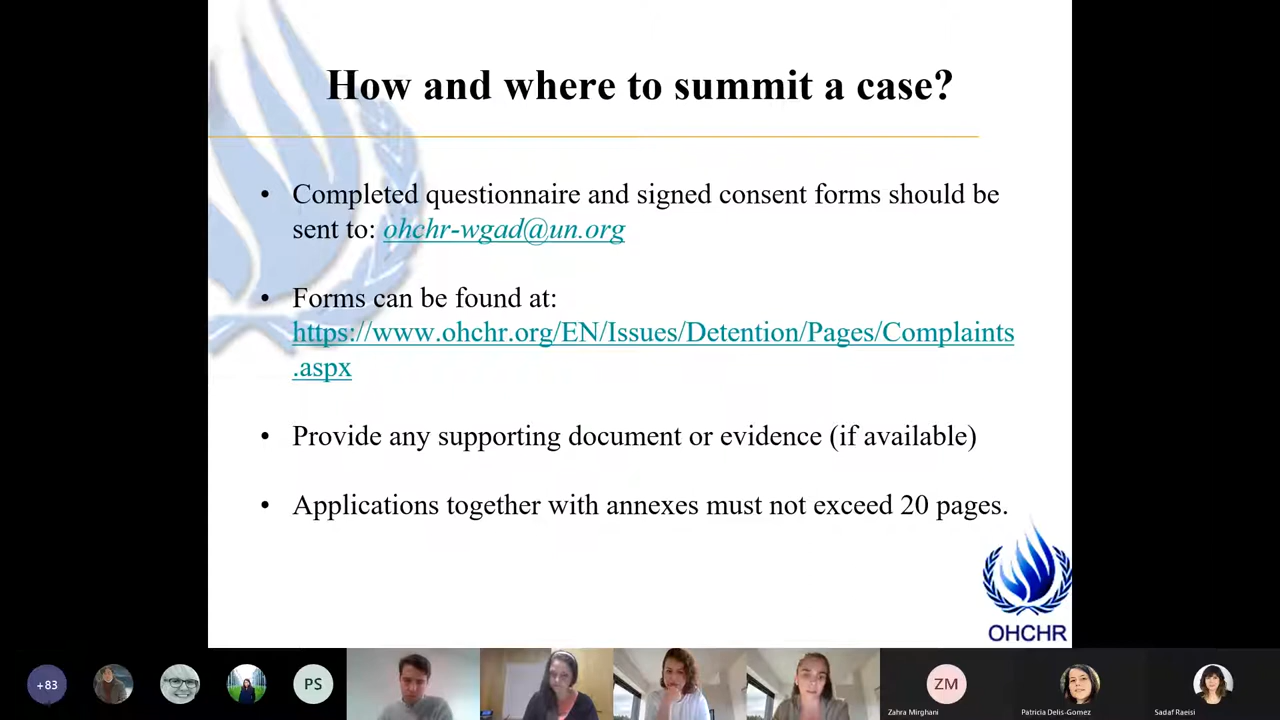 How and where to summit a case?
• Completed questionnaire and signed consent forms should be
sent to: ohchr-wgad@un.org
• Forms can be found at:
https://www.ohchr.org/EN/Issues/Detention/Pages/Complaints
.aspx
• Provide any supporting document or evidence (if available)
• Applications together with annexes must not exceed 20 pages.
OHCHR
+83
PS
ZM
Zahra Mirghani
Patricia Delis-Gomez
Sadaf Raeisi